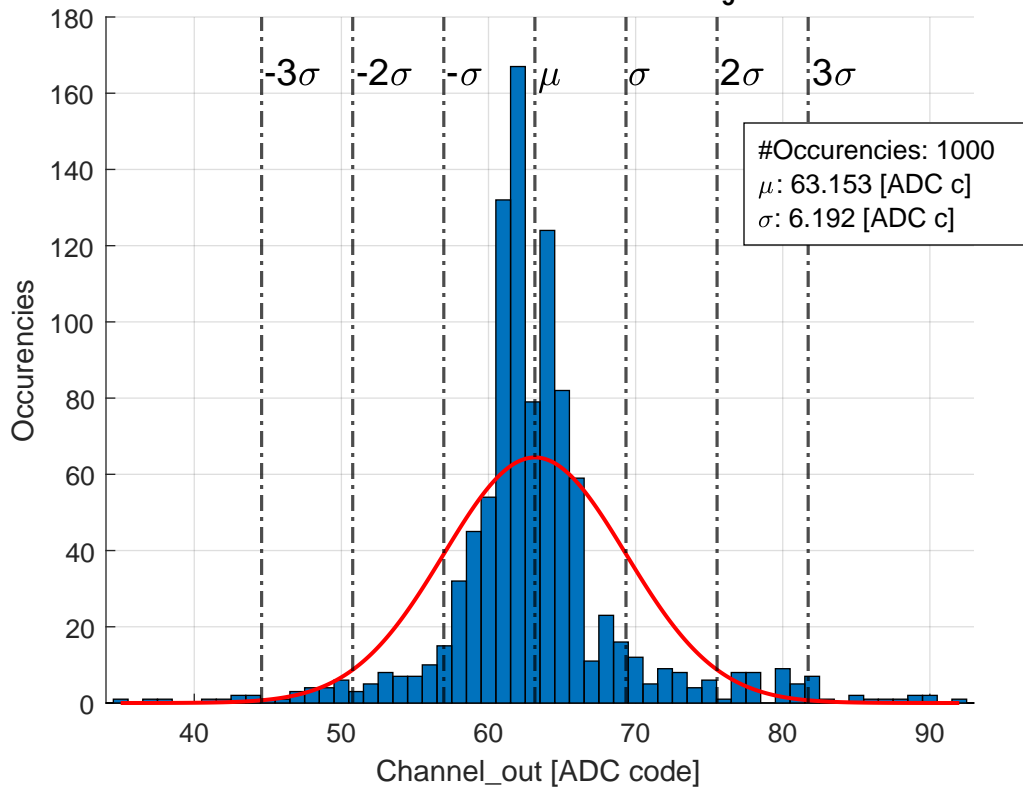 180
160
140
120
100
80
60
40
20
0
Occurencies
-3σ
-2σ
-σ
μ
σ
2σ
3σ
#Occurencies: 1000
μ: 63.153 [ADC c]
σ: 6.192 [ADC c]
40
50
60
70
80
90
Channel_out [ADC code]